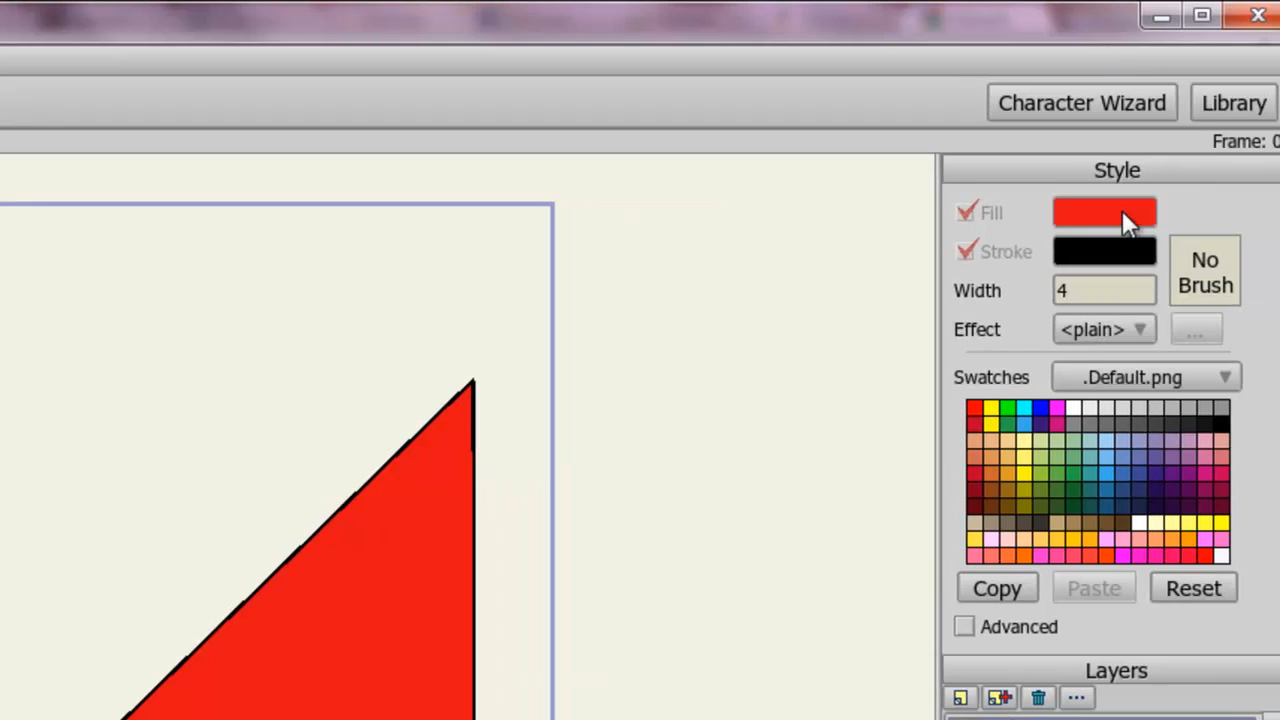 Character Wizard
Library
Frame: 0
Style
Fill
Stroke
No
Brush
Width
4
Effect
<plain>
...
Swatches
.Default.png
Copy
Paste
Reset
Advanced
Layers
...